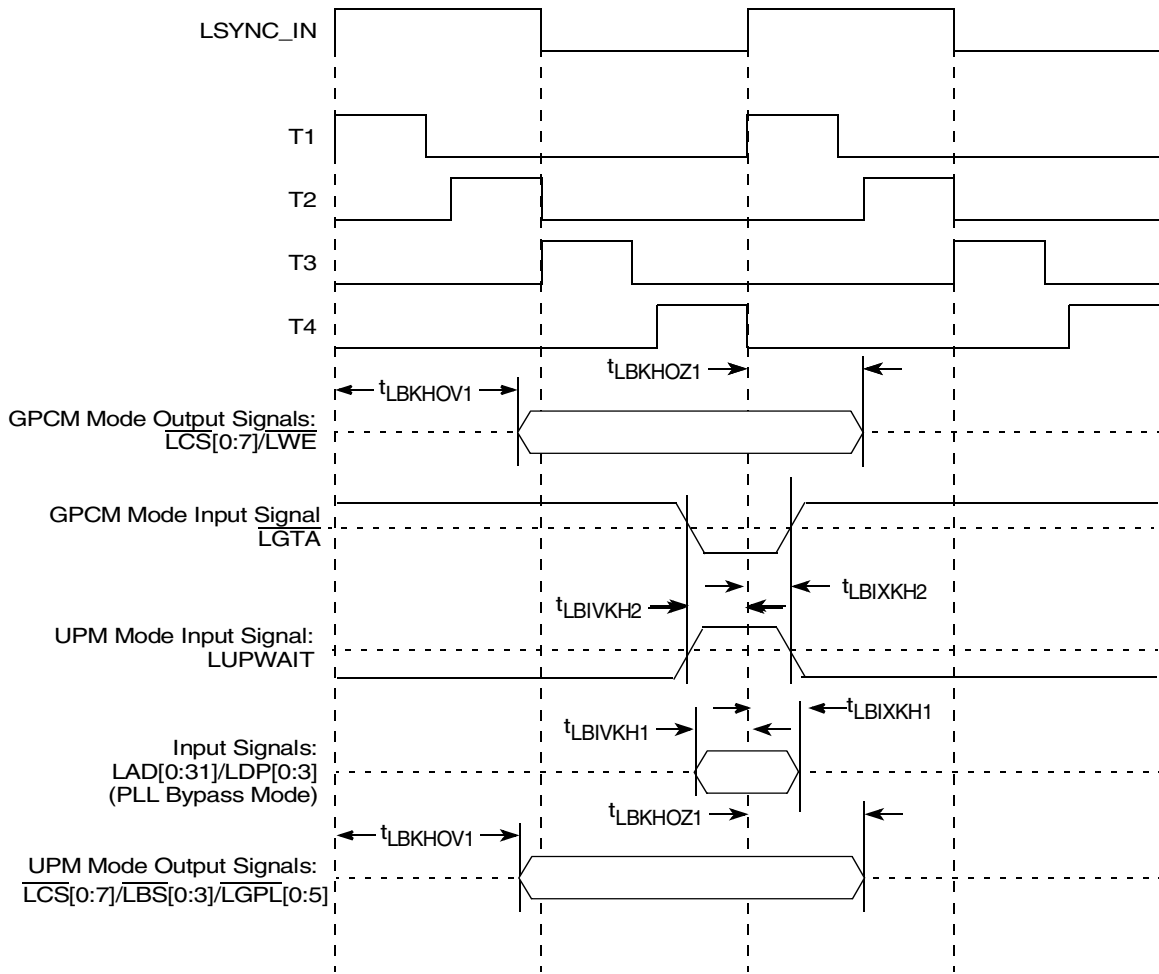 LSYNC_IN
T1
T2
T3
T4
tLBKHOZ1
tLBKHOV1
GPCM Mode Output Signals:
LCS[0:7]/LWE
GPCM Mode Input Signal
LGTA
tLBIXKH2
tLBIVKH2
UPM Mode Input Signal:
LUPWAIT
tLBIXKH1
tLBIVKH1
Input Signals:
LAD[0:31]/LDP[0:3]
(PLL Bypass Mode)
tLBKHOZ1
tLBKHOV1
UPM Mode Output Signals:
LCS[0:7]/LBS[0:3]/LGPL[0:5]